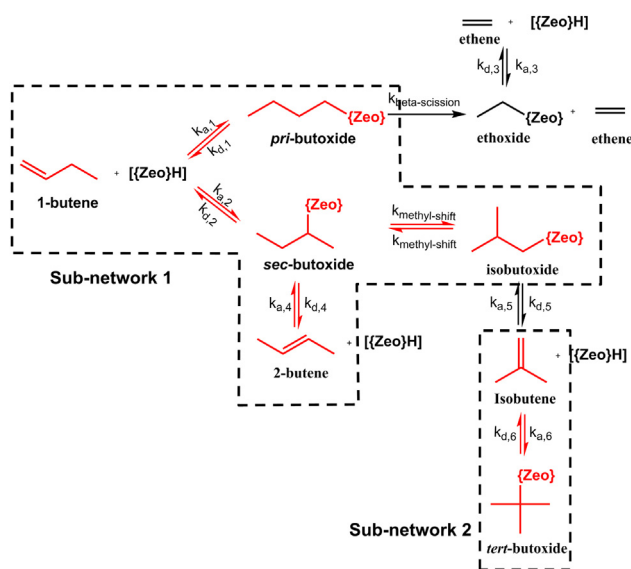 ethene + [{Zeo}H]
k_d,3 k_a,3
k_beta-scission
{Zeo}
pri-butoxide
{Zeo}
ethoxide
+
ethene
k_a,1
k_d,1
+ [{Zeo}H]
1-butene
k_a,2
k_d,2
{Zeo}
sec-butoxide
k_methyl-shift
k_methyl-shift
{Zeo}
isobutoxide
Sub-network 1
k_a,4 k_d,4
k_a,5 k_d,5
+ [{Zeo}H]
2-butene
+ [{Zeo}H]
Isobutene
k_d,6 k_a,6
{Zeo}
Sub-network 2
tert-butoxide